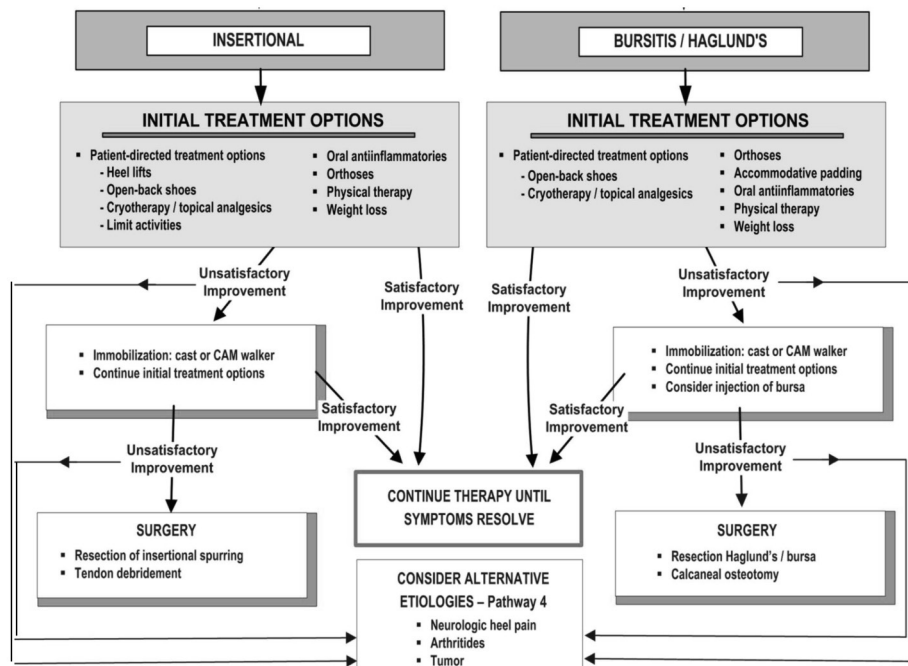 INSERTIONAL
BURSITIS / HAGLUND'S
INITIAL TREATMENT OPTIONS
▪ Patient-directed treatment options
- Heel lifts
- Open-back shoes
- Cryotherapy / topical analgesics
- Limit activities
▪ Oral antiinflammatories
▪ Orthoses
▪ Physical therapy
▪ Weight loss
INITIAL TREATMENT OPTIONS
▪ Patient-directed treatment options
- Open-back shoes
- Cryotherapy / topical analgesics
▪ Orthoses
▪ Accommodative padding
▪ Oral antiinflammatories
▪ Physical therapy
▪ Weight loss
Unsatisfactory
Improvement
Satisfactory
Improvement
Satisfactory
Improvement
Unsatisfactory
Improvement
▪ Immobilization: cast or CAM walker
▪ Continue initial treatment options
▪ Immobilization: cast or CAM walker
▪ Continue initial treatment options
▪ Consider injection of bursa
Satisfactory
Improvement
Satisfactory
Improvement
Unsatisfactory
Improvement
Unsatisfactory
Improvement
CONTINUE THERAPY UNTIL
SYMPTOMS RESOLVE
SURGERY
▪ Resection of insertional spurring
▪ Tendon debridement
SURGERY
▪ Resection Haglund's / bursa
▪ Calcaneal osteotomy
CONSIDER ALTERNATIVE
ETIOLOGIES – Pathway 4
▪ Neurologic heel pain
▪ Arthritides
▪ Tumor